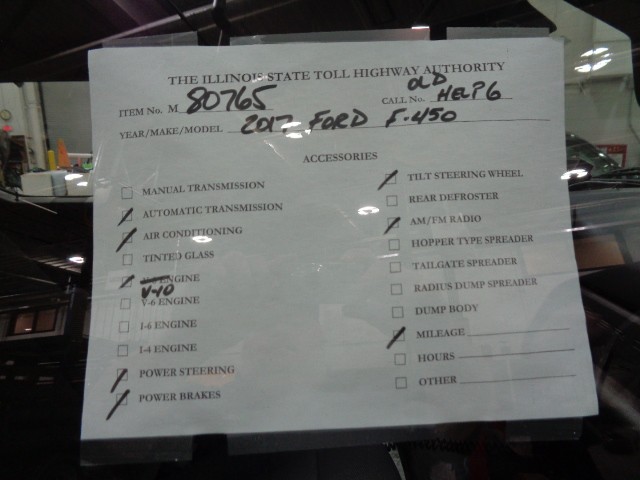 THE ILLINOIS STATE TOLL HIGHWAY AUTHORITY
ITEM No. M 80765
CALL No. OLD HELP 6
YEAR/MAKE/MODEL 2017 FORD F-450
ACCESSORIES
MANUAL TRANSMISSION
AUTOMATIC TRANSMISSION
AIR CONDITIONING
TINTED GLASS
ENGINE
V-10
V-6 ENGINE
I-6 ENGINE
I-4 ENGINE
POWER STEERING
POWER BRAKES
TILT STEERING WHEEL
REAR DEFROSTER
AM/FM RADIO
HOPPER TYPE SPREADER
TAILGATE SPREADER
RADIUS DUMP SPREADER
DUMP BODY
MILEAGE
HOURS
OTHER